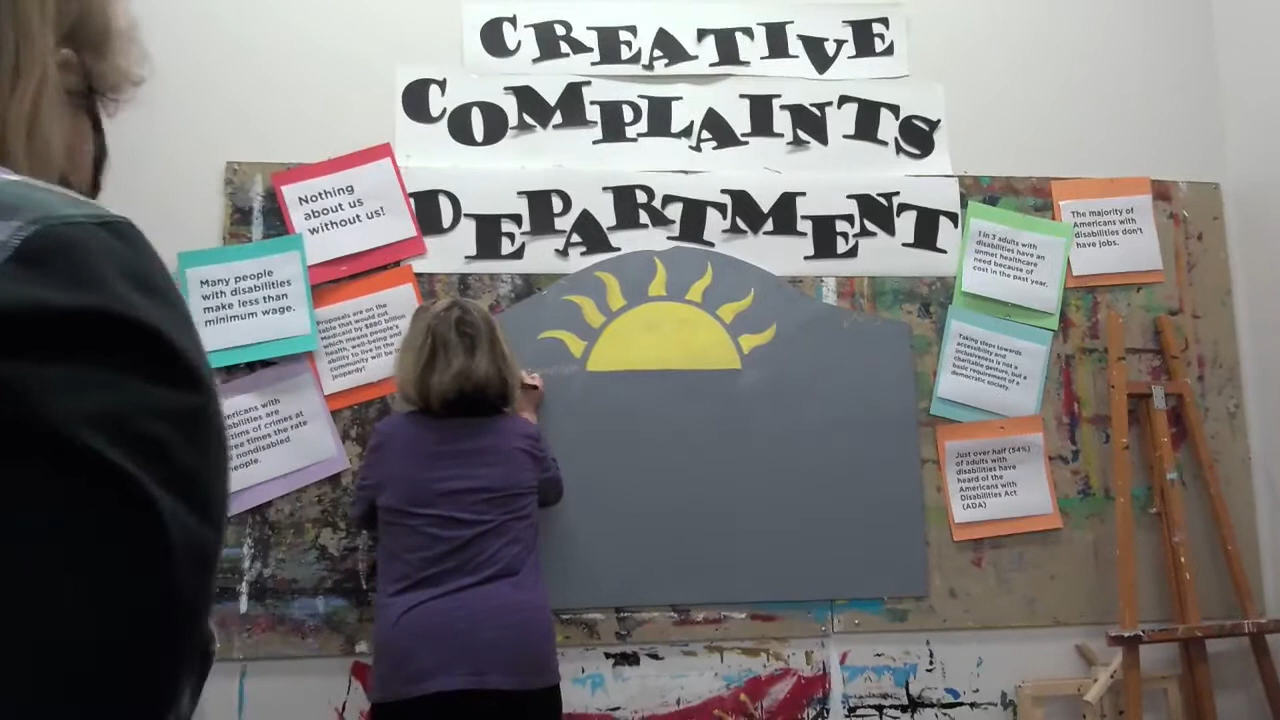 CREATIVE
COMPLAINTS
DEPARTMENT
Nothing
about us
without us!
Many people
with disabilities
make less than
minimum wage.
Proposals are on the
table that would cut
Medicaid by $880 billion
which means people's
health, well-being and
ability to live in the
community will be in
jeopardy!
ericans with
abilities are
tims of crimes at
ree times the rate
nondisabled
people.
1 in 3 adults with
disabilities have an
unmet healthcare
need because of
cost in the past year.
The majority of
Americans with
disabilities don't
have jobs.
Taking steps towards
accessibility and
inclusiveness is not a
charitable gesture, but a
basic requirement of a
democratic society.
Just over half (54%)
of adults with
disabilities have
heard of the
Americans with
Disabilities Act
(ADA)